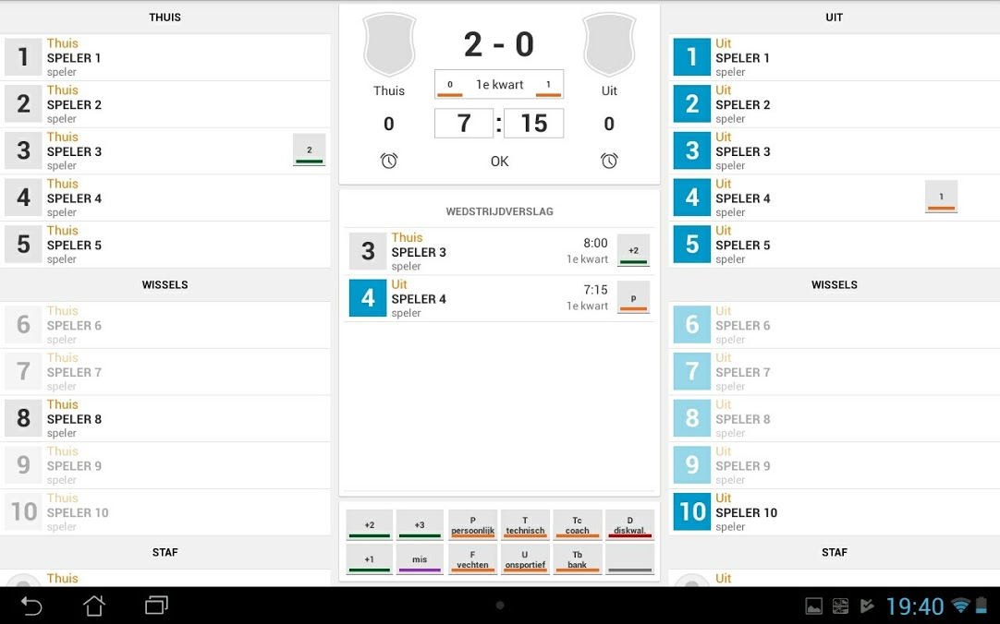 THUIS
1
Thuis
SPELER 1
speler
2
Thuis
SPELER 2
speler
3
Thuis
SPELER 3
speler
2
4
Thuis
SPELER 4
speler
5
Thuis
SPELER 5
speler
WISSELS
6
Thuis
SPELER 6
speler
7
Thuis
SPELER 7
speler
8
Thuis
SPELER 8
speler
9
Thuis
SPELER 9
speler
10
Thuis
SPELER 10
speler
STAF
Thuis
2 - 0
0 1e kwart 1
Thuis
Uit
0
7 : 15
0
OK
WEDSTRIJDVERSLAG
3
Thuis
SPELER 3
speler
8:00
1e kwart
+2
4
Uit
SPELER 4
speler
7:15
1e kwart
p
+2
+3
P
persoonlijk
T
technisch
Tc
coach
D
diskwal.
+1
mis
F
vechten
U
onsportief
Tb
bank
UIT
1
Uit
SPELER 1
speler
2
Uit
SPELER 2
speler
3
Uit
SPELER 3
speler
4
Uit
SPELER 4
speler
1
5
Uit
SPELER 5
speler
WISSELS
6
Uit
SPELER 6
speler
7
Uit
SPELER 7
speler
8
Uit
SPELER 8
speler
9
Uit
SPELER 9
speler
10
Uit
SPELER 10
speler
STAF
Uit
19:40